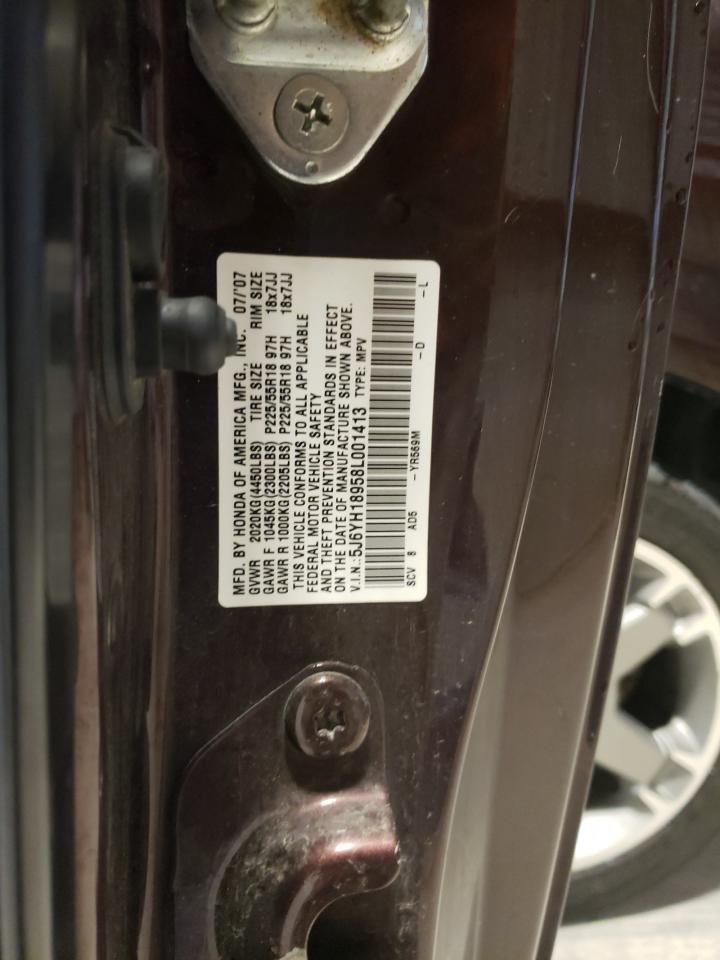 MFD. BY HONDA OF AMERICA MFG., INC. 07/'07
GVWR 2020KG(4450LBS) TIRE SIZE RIM SIZE
GAWR F 1045KG(2300LBS) P225/55R18 97H 18x7JJ
GAWR R 1000KG(2205LBS) P225/55R18 97H 18x7JJ
THIS VEHICLE CONFORMS TO ALL APPLICABLE
FEDERAL MOTOR VEHICLE SAFETY
AND THEFT PREVENTION STANDARDS IN EFFECT
ON THE DATE OF MANUFACTURE SHOWN ABOVE.
V.I.N.: 5J6YH18958L001413 TYPE: MPV
SCV 8 AD5 - YR569M - D - L